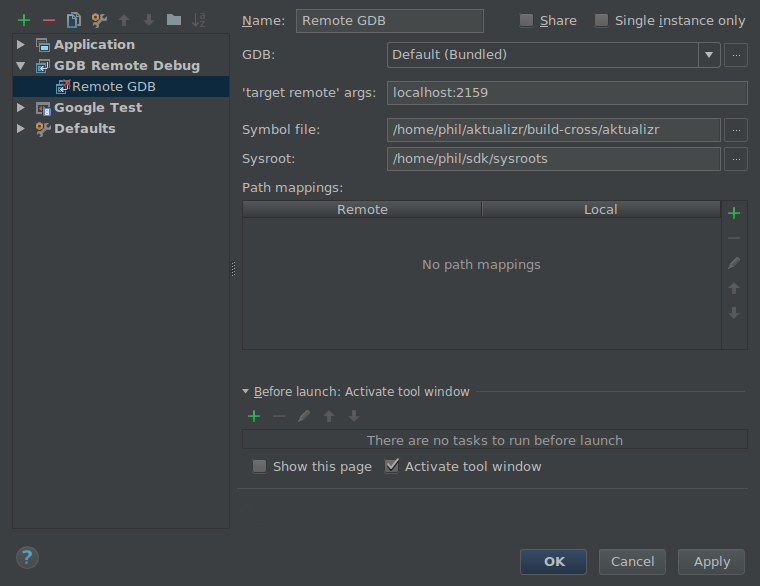 Name: Remote GDB Share Single instance only
Application
GDB Remote Debug
Remote GDB
Google Test
Defaults
GDB: Default (Bundled) ...
'target remote' args: localhost:2159
Symbol file: /home/phil/aktualizr/build-cross/aktualizr ...
Sysroot: /home/phil/sdk/sysroots ...
Path mappings:
Remote Local
No path mappings
Before launch: Activate tool window
There are no tasks to run before launch
Show this page Activate tool window
? OK Cancel Apply